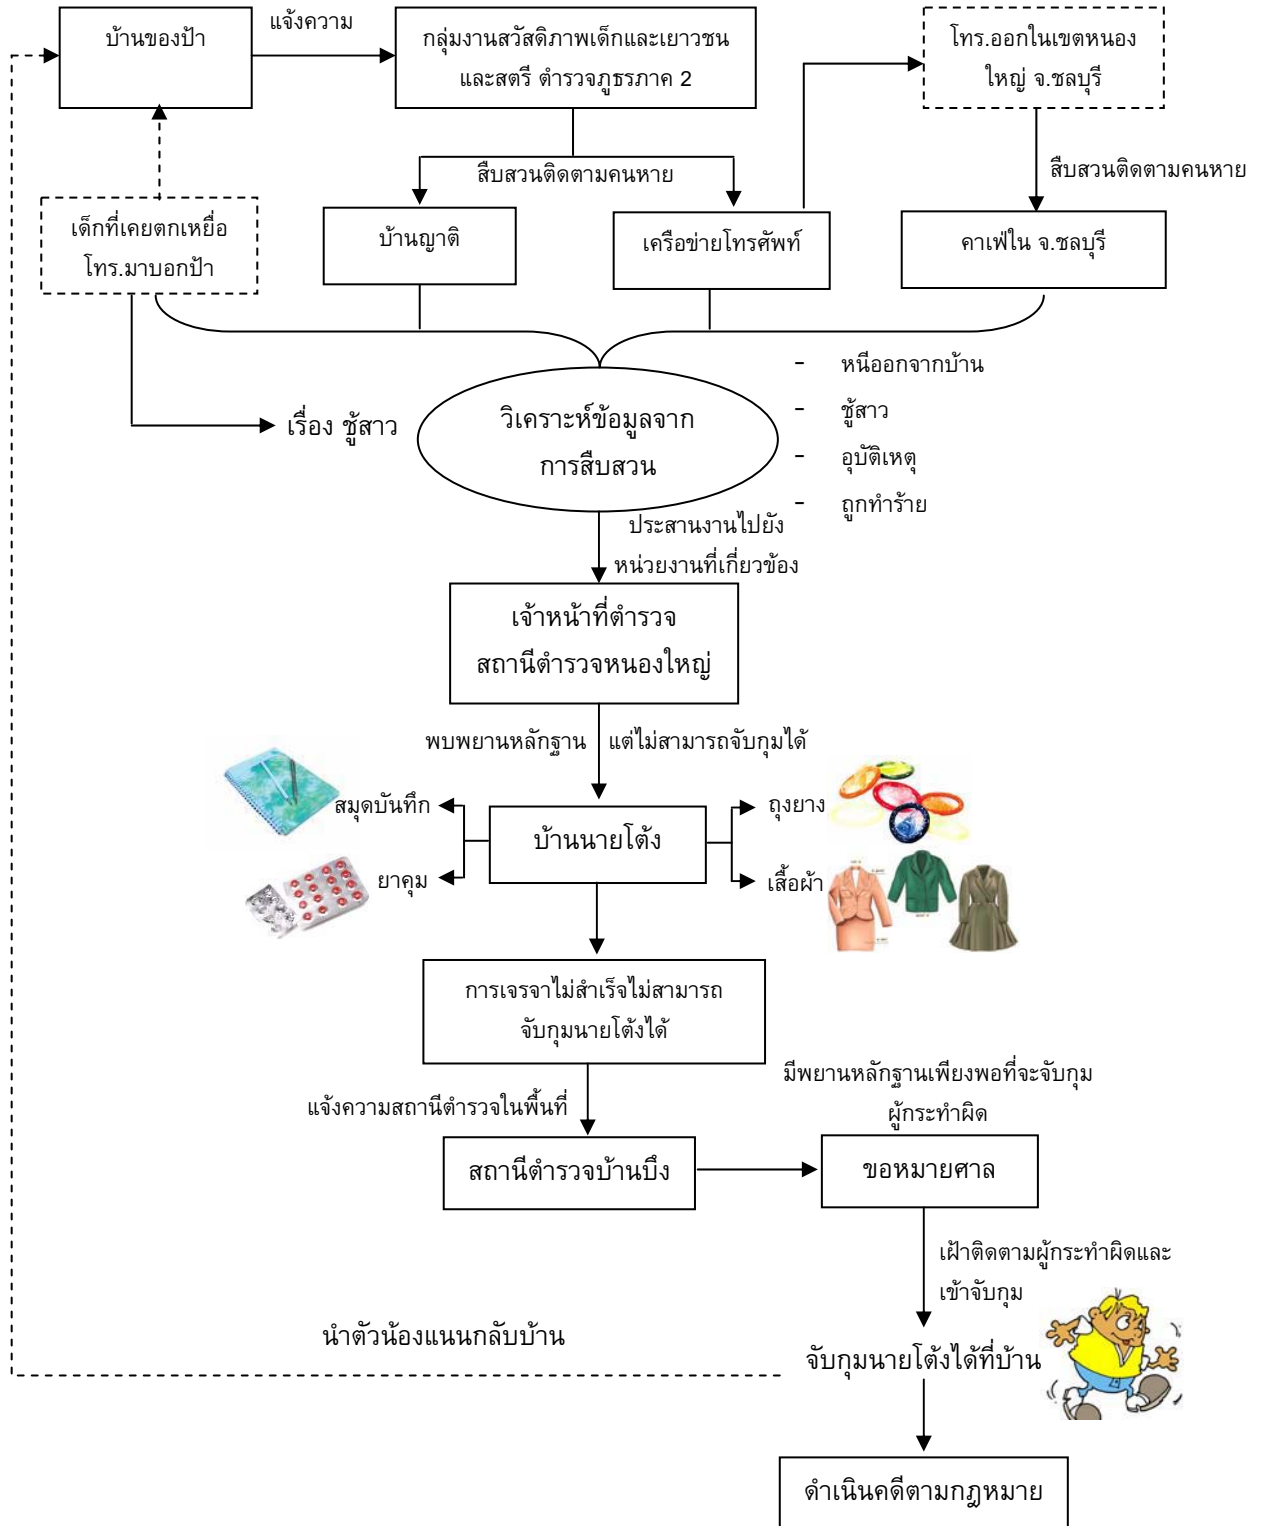 แจ้งความ
บ้านของป้า
กลุ่มงานสวัสดิภาพเด็กและเยาวชน
และสตรี ตำรวจภูธรภาค 2
โทร.ออกในเขตหนอง
ใหญ่ จ.ชลบุรี
สืบสวนติดตามคนหาย
สืบสวนติดตามคนหาย
เด็กที่เคยตกเหยื่อ
โทร.มาบอกป้า
บ้านญาติ
เครือข่ายโทรศัพท์
คาเฟ่ใน จ.ชลบุรี
เรื่อง ชู้สาว
วิเคราะห์ข้อมูลจาก
การสืบสวน
- หนีออกจากบ้าน
- ชู้สาว
- อุบัติเหตุ
- ถูกทำร้าย
ประสานงานไปยัง
หน่วยงานที่เกี่ยวข้อง
เจ้าหน้าที่ตำรวจ
สถานีตำรวจหนองใหญ่
พบพยานหลักฐาน แต่ไม่สามารถจับกุมได้
สมุดบันทึก
ยาคุม
บ้านนายโต้ง
ถุงยาง
เสื้อผ้า
การเจรจาไม่สำเร็จไม่สามารถ
จับกุมนายโต้งได้
แจ้งความสถานีตำรวจในพื้นที่
มีพยานหลักฐานเพียงพอที่จะจับกุม
ผู้กระทำผิด
สถานีตำรวจบ้านบึง
ขอหมายศาล
เฝ้าติดตามผู้กระทำผิดและ
เข้าจับกุม
นำตัวน้องแนนกลับบ้าน
จับกุมนายโต้งได้ที่บ้าน
ดำเนินคดีตามกฎหมาย